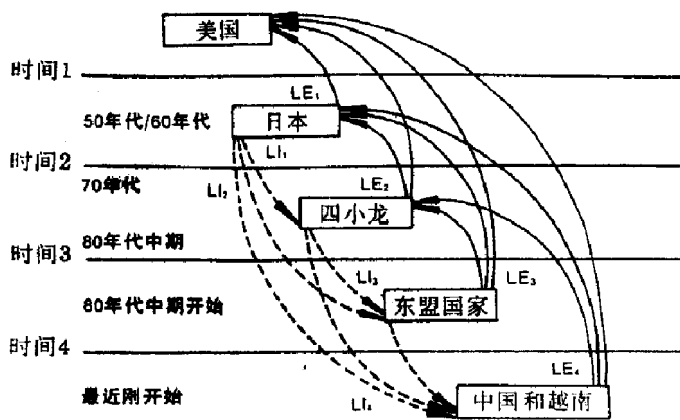 美国
时间1
LE₁
50年代/60年代
日本
LI₁
时间2
70年代
LI₂
LE₂
四小龙
80年代中期
时间3
LI₃
LE₃
80年代中期开始
东盟国家
时间4
LE₄
最近刚开始
LI₄
中国和越南